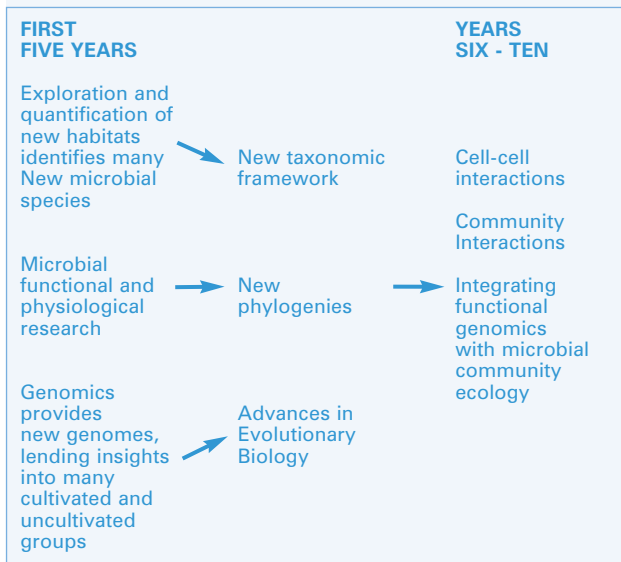 FIRST
FIVE YEARS
YEARS
SIX - TEN
Exploration and
quantification of
new habitats
identifies many
New microbial
species
New taxonomic
framework
Cell-cell
interactions
Community
Interactions
Microbial
functional and
physiological
research
New
phylogenies
Integrating
functional
genomics
with microbial
community
ecology
Genomics
provides
new genomes,
lending insights
into many
cultivated and
uncultivated
groups
Advances in
Evolutionary
Biology